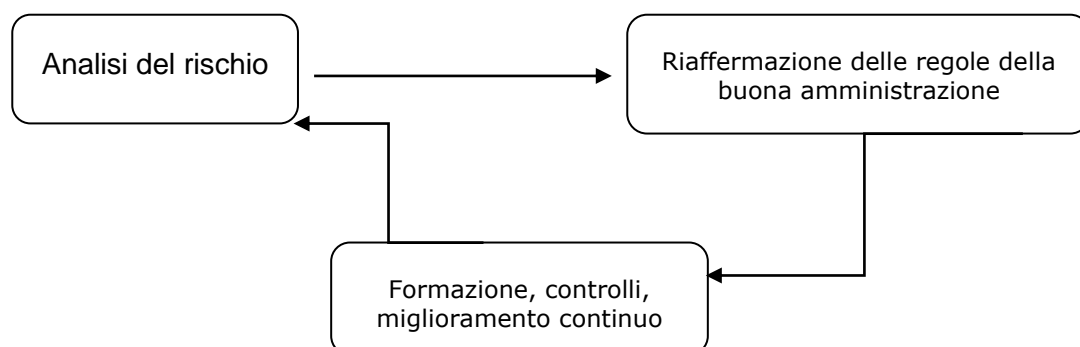 Analisi del rischio
Riaffermazione delle regole della
buona amministrazione
Formazione, controlli,
miglioramento continuo